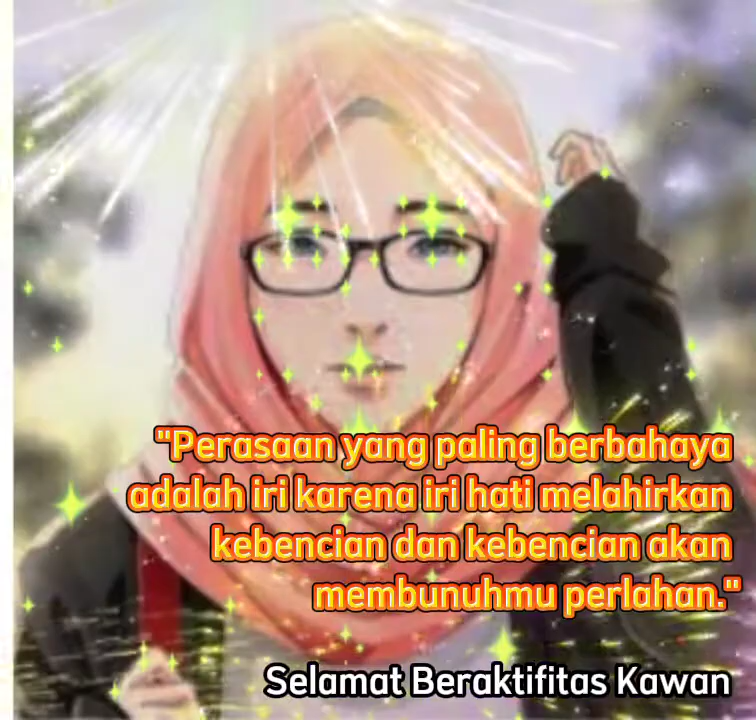 "Perasaan yang paling berbahaya
adalah iri karena iri hati melahirkan
kebencian dan kebencian akan
membunuhmu perlahan."
Selamat Beraktifitas Kawan